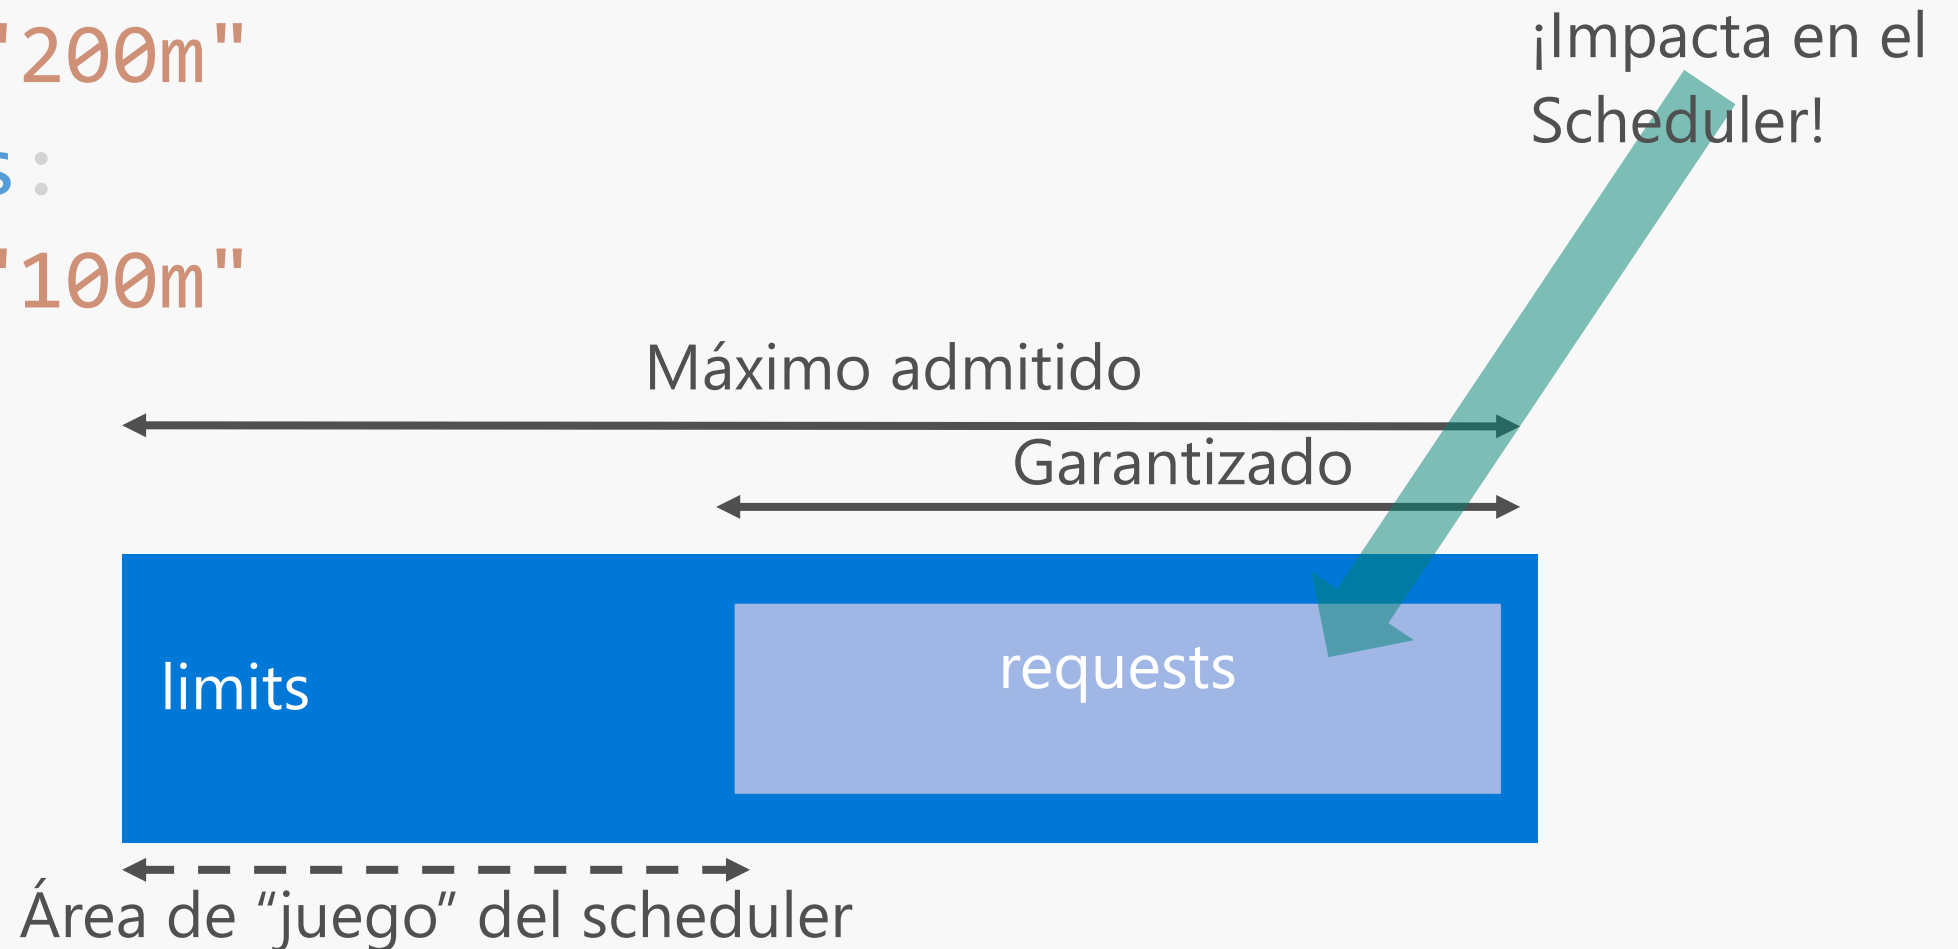 "200m"
s:
"100m"
¡Impacta en el
Scheduler!
Máximo admitido
Garantizado
limits
requests
Área de “juego” del scheduler